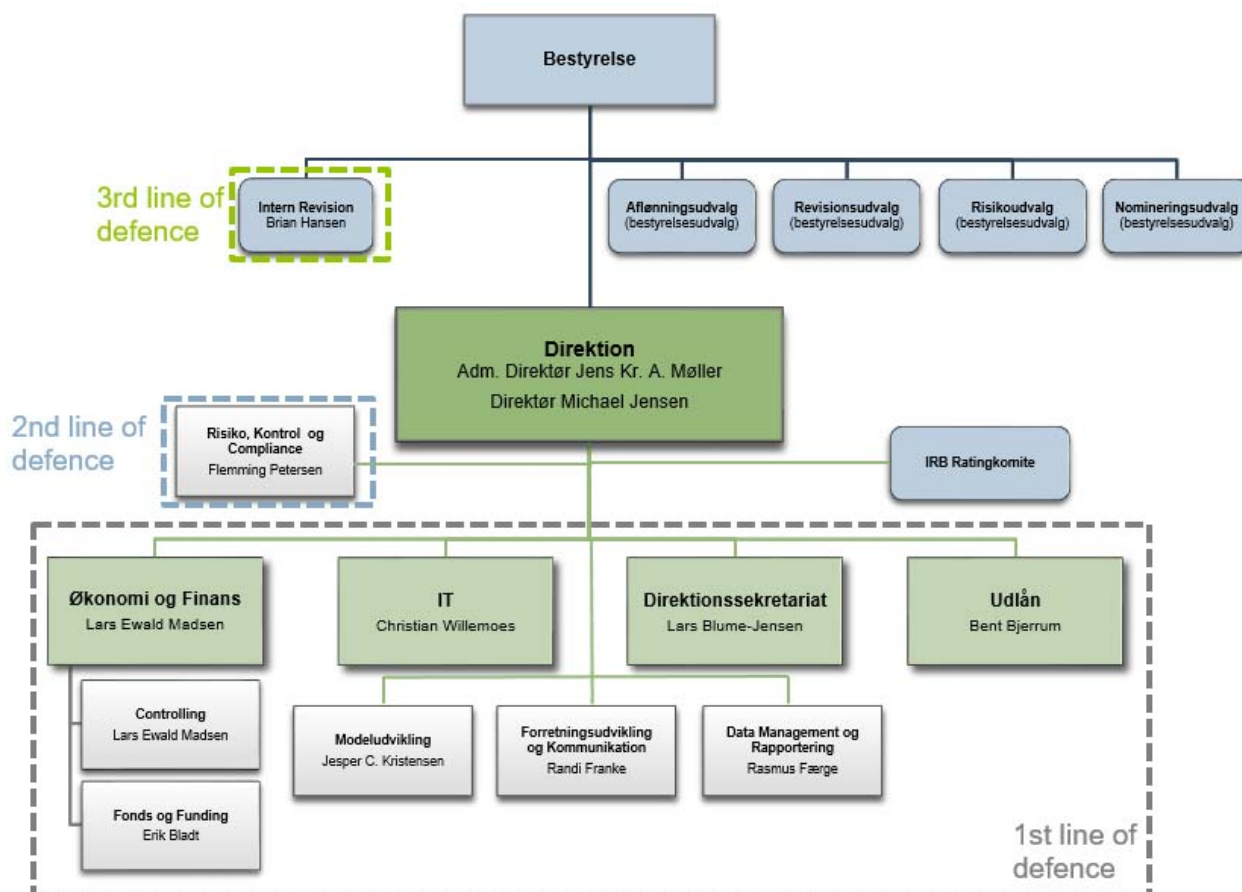 Bestyrelse
3rd line of
defence
Intern Revision
Brian Hansen
Aflønningsudvalg
(bestyrelsesudvalg)
Revisionsudvalg
(bestyrelsesudvalg)
Risikoudvalg
(bestyrelsesudvalg)
Nomineringsudvalg
(bestyrelsesudvalg)
Direktion
Adm. Direktør Jens Kr. A. Møller
Direktør Michael Jensen
2nd line of
defence
Risiko, Kontrol og
Compliance
Flemming Petersen
IRB Ratingkomite
Økonomi og Finans
Lars Ewald Madsen
IT
Christian Willemoes
Direktionssekretariat
Lars Blume-Jensen
Udlån
Bent Bjerrum
Controlling
Lars Ewald Madsen
Modeludvikling
Jesper C. Kristensen
Forretningsudvikling
og Kommunikation
Randi Franke
Data Management og
Rapportering
Rasmus Færge
Fonds og Funding
Erik Bladt
1st line of
defence